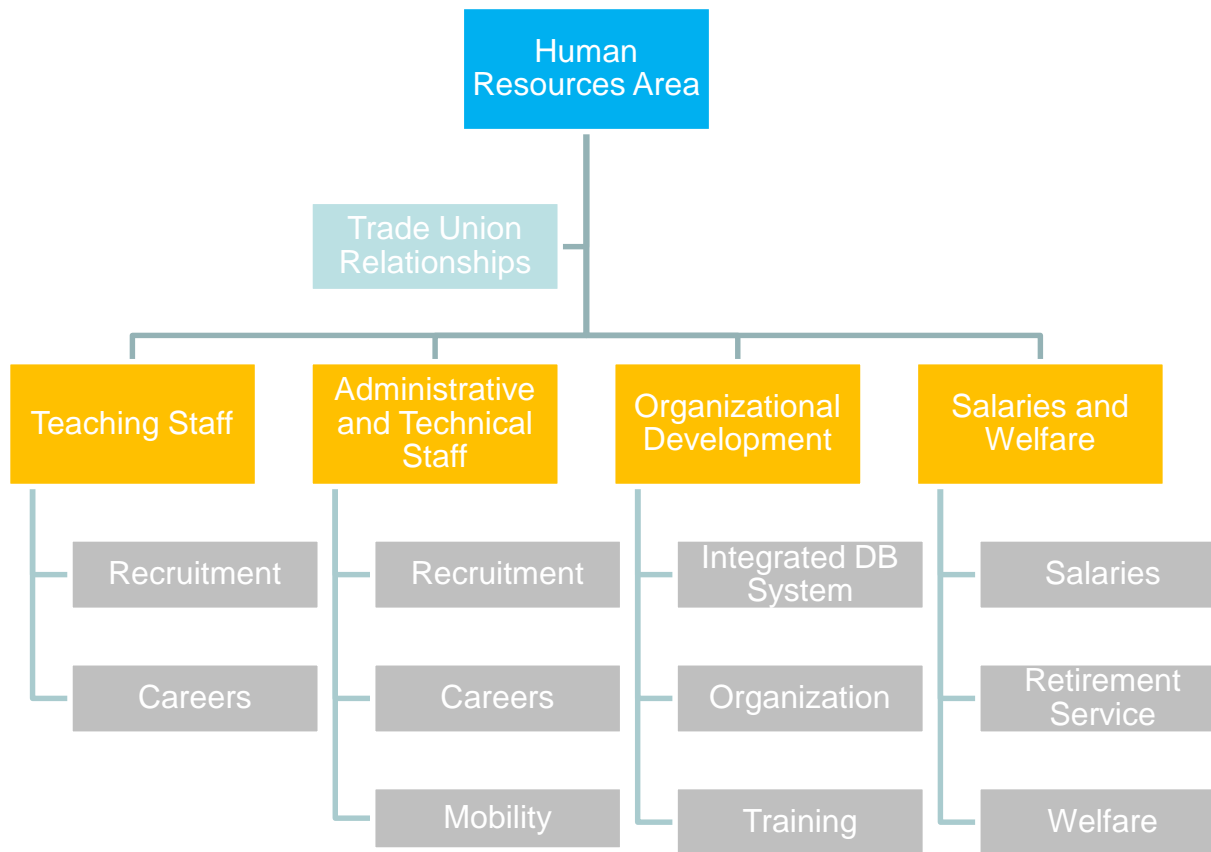 Human
Resources Area
Trade Union
Relationships
Teaching Staff
Administrative
and Technical
Staff
Organizational
Development
Salaries and
Welfare
Recruitment
Careers
Recruitment
Careers
Mobility
Integrated DB
System
Organization
Training
Salaries
Retirement
Service
Welfare